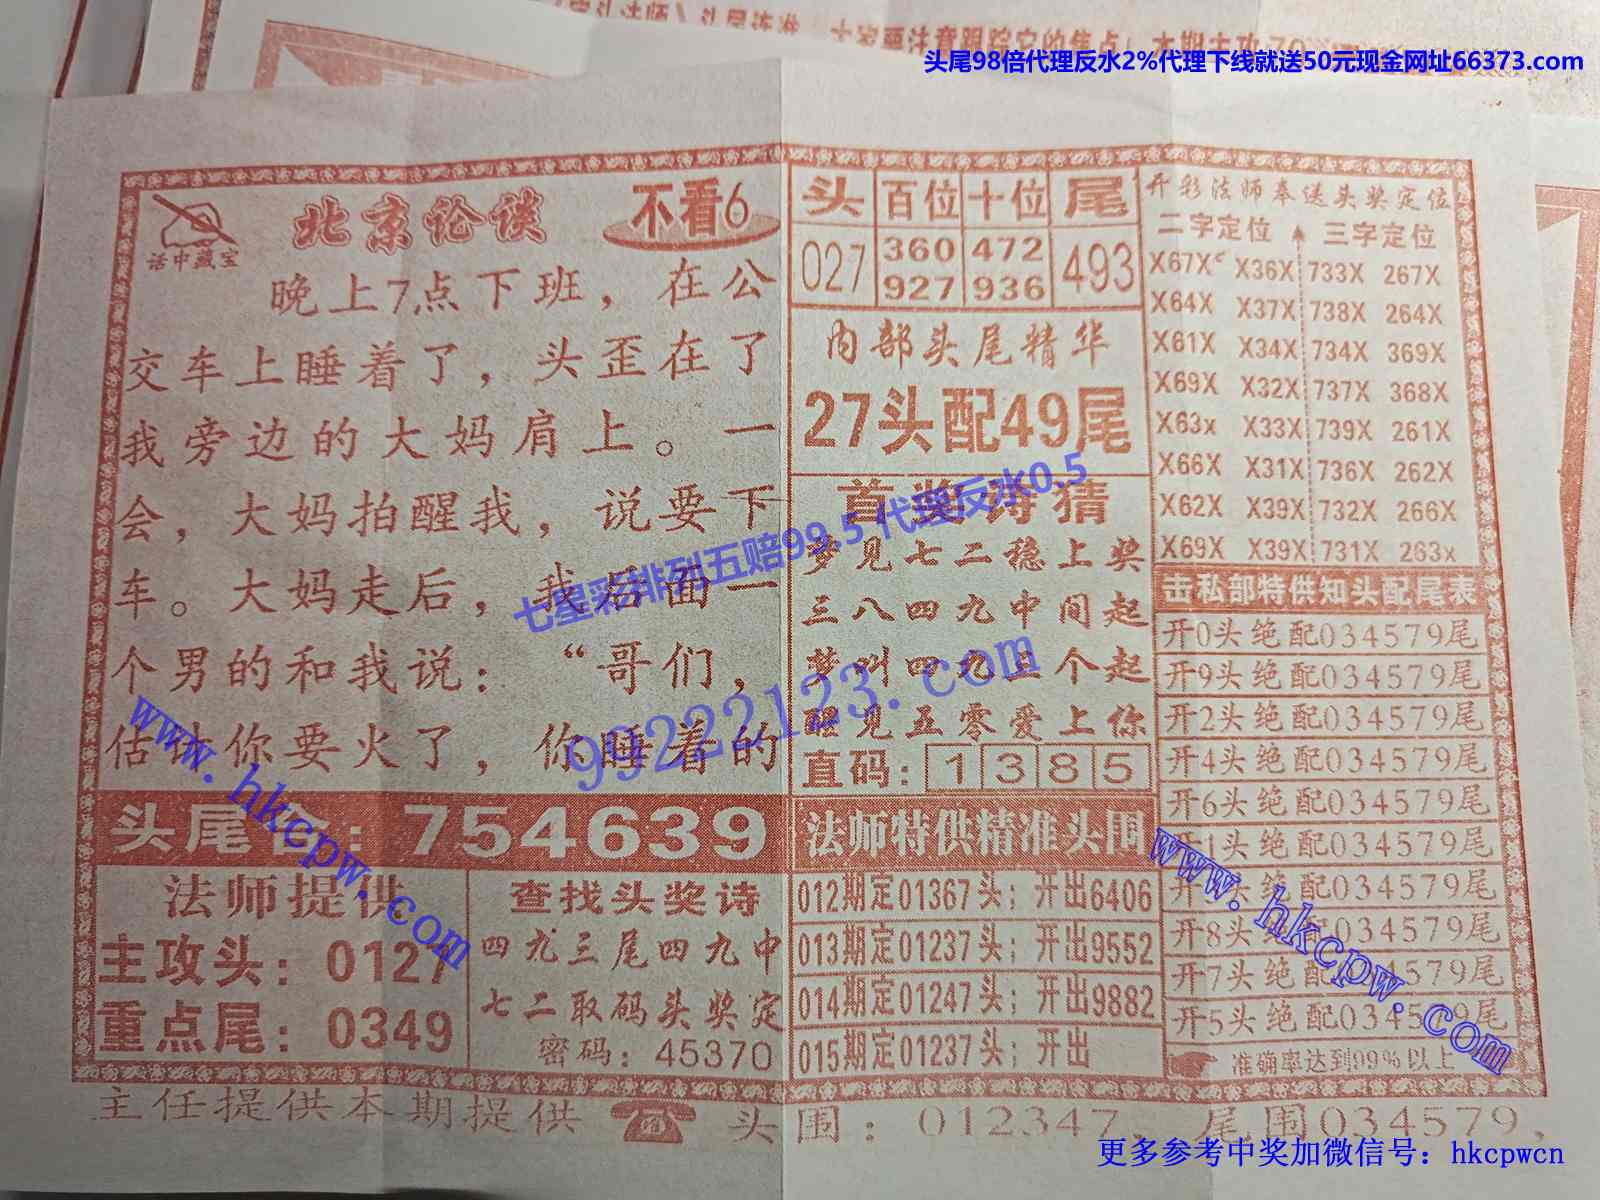 头尾98倍代理反水2%代理下线就送50元现金网址66373.com
话中藏宝
北京论谈
不看6
晚上7点下班，在公
交车上睡着了，头歪在了
我旁边的大妈肩上。一
会，大妈拍醒我，说要下
车。大妈走后，我后面一
个男的和我说：“哥们，
估计你要火了，你睡着的
头尾合：754639
法师提供
主攻头：0127
重点尾：0349
查找头奖诗
四九三尾四九中
七二取码头奖定
密码：45370
头 百位 十位 尾
027 360 472 493
927 936
内部头尾精华
27头配49尾
首奖诗猜
梦见七二稳上奖
三八四九中间起
梦叫四九三个起
醒见五零爱上你
直码：1385
法师特供精准头围
012期定01367头；开出6406
013期定01237头；开出9552
014期定01247头；开出9882
015期定01237头；开出
开彩法师奉送头奖定位
二字定位 三字定位
X67X X36X 733X 267X
X64X X37X 738X 264X
X61X X34X 734X 369X
X69X X32X 737X 368X
X63x X33X 739X 261X
X66X X31X 736X 262X
X62X X39X 732X 266X
X69X X39X 731X 263x
击私部特供知头配尾表
开0头绝配034579尾
开9头绝配034579尾
开2头绝配034579尾
开4头绝配034579尾
开6头绝配034579尾
开1头绝配034579尾
开3头绝配034579尾
开8头绝配034579尾
开7头绝配034579尾
开5头绝配034579尾
准确率达到99%以上
主任提供本期提供 头围：012347，尾围034579，
七星彩排列五赔99.5 代理反水0.5
99222123.com
www.hkcpw.com
www.hkcpw.com
更多参考中奖加微信号：hkcpwcn